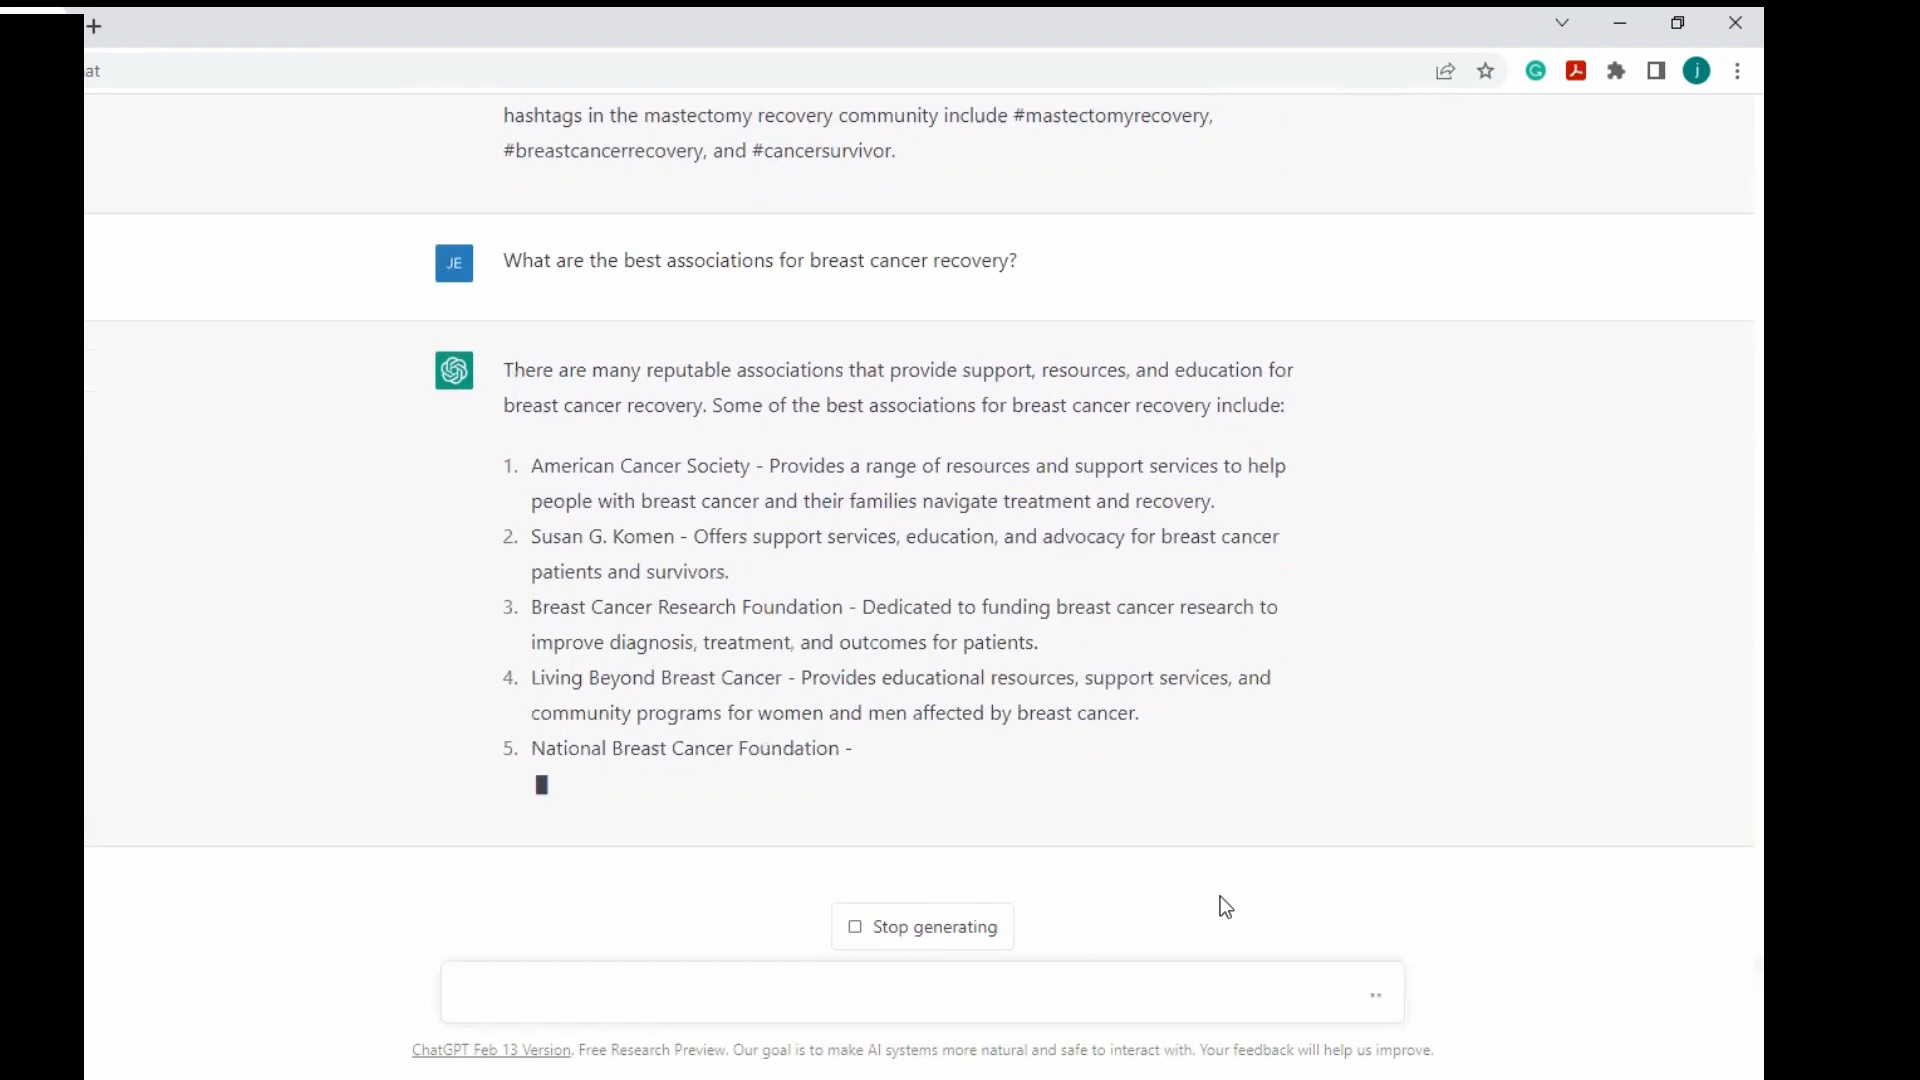 at
j
hashtags in the mastectomy recovery community include #mastectomyrecovery,
#breastcancerrecovery, and #cancersurvivor.
JE
What are the best associations for breast cancer recovery?
There are many reputable associations that provide support, resources, and education for
breast cancer recovery. Some of the best associations for breast cancer recovery include:
1. American Cancer Society - Provides a range of resources and support services to help
people with breast cancer and their families navigate treatment and recovery.
2. Susan G. Komen - Offers support services, education, and advocacy for breast cancer
patients and survivors.
3. Breast Cancer Research Foundation - Dedicated to funding breast cancer research to
improve diagnosis, treatment, and outcomes for patients.
4. Living Beyond Breast Cancer - Provides educational resources, support services, and
community programs for women and men affected by breast cancer.
5. National Breast Cancer Foundation -
Stop generating
ChatGPT Feb 13 Version. Free Research Preview. Our goal is to make AI systems more natural and safe to interact with. Your feedback will help us improve.